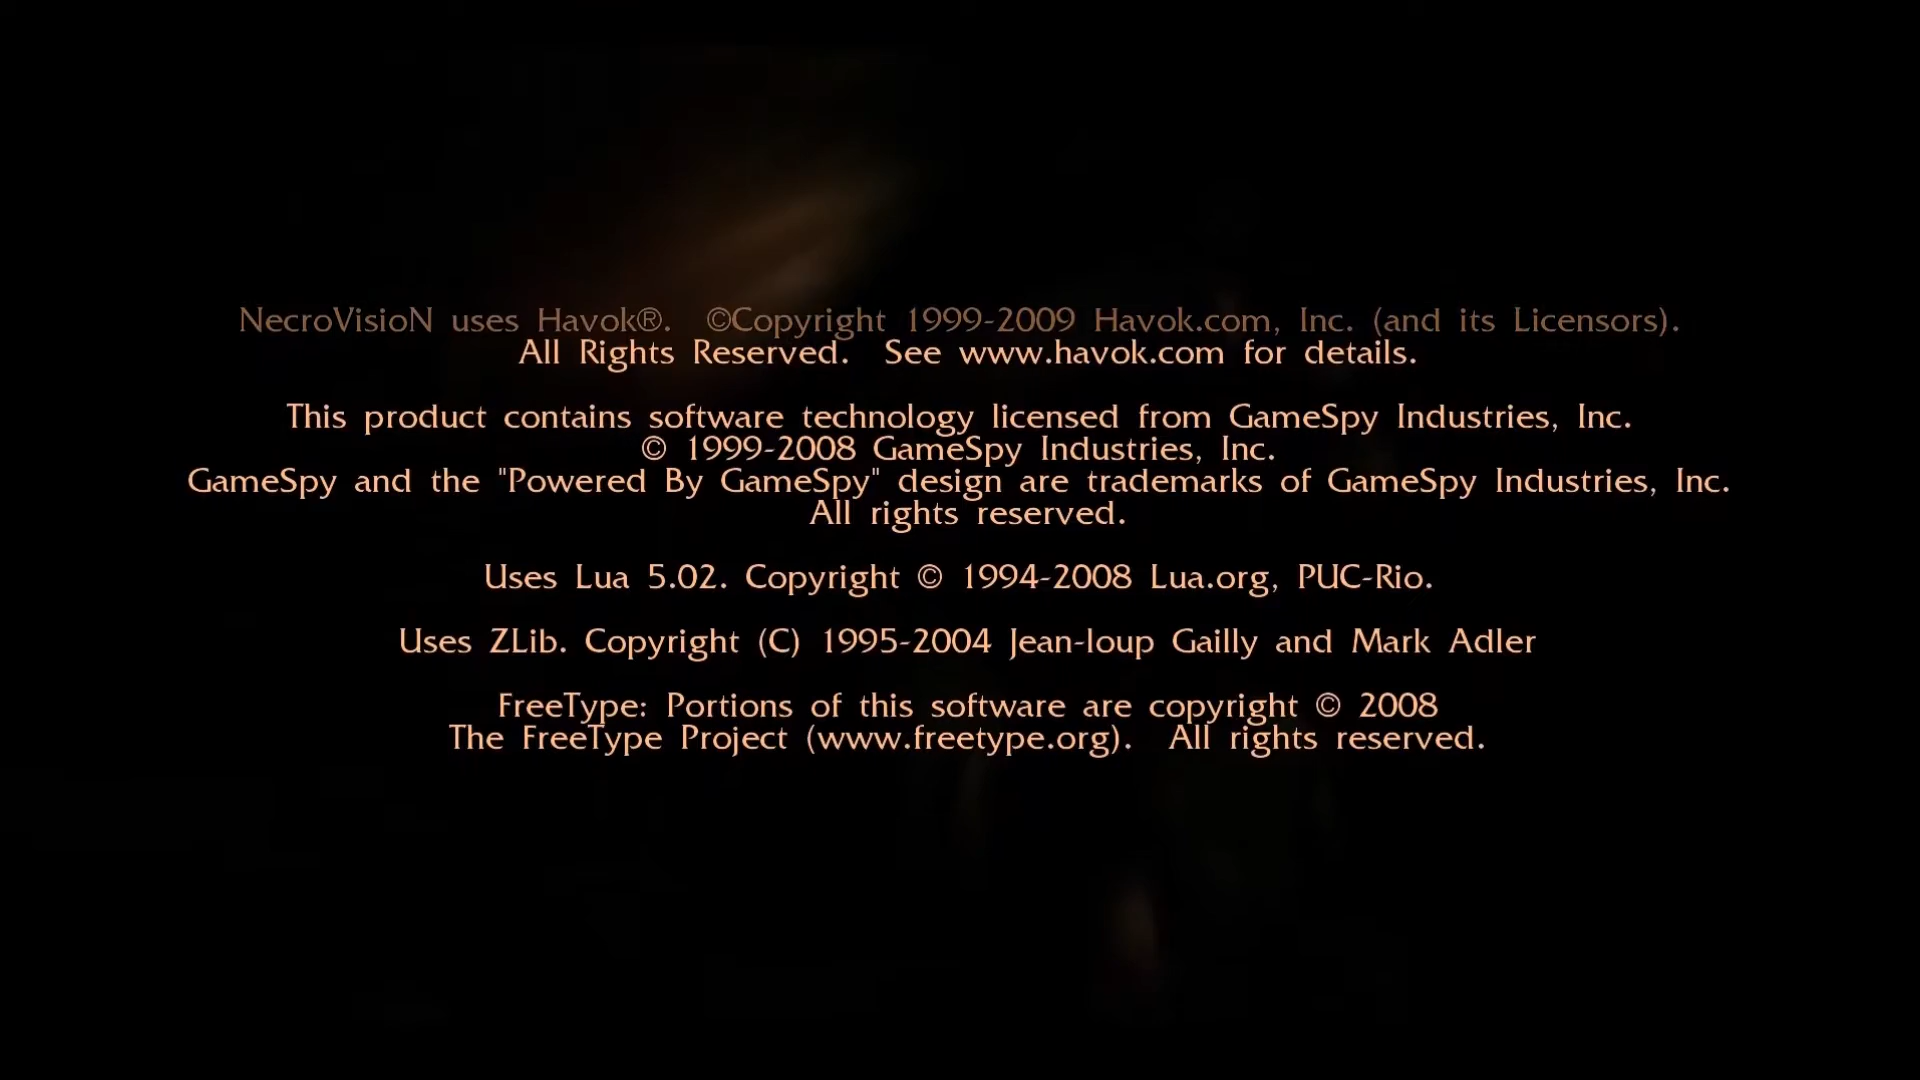 NecroVisioN uses Havok®. ©Copyright 1999-2009 Havok.com, Inc. (and its Licensors).
All Rights Reserved. See www.havok.com for details.
This product contains software technology licensed from GameSpy Industries, Inc.
© 1999-2008 GameSpy Industries, Inc.
GameSpy and the "Powered By GameSpy" design are trademarks of GameSpy Industries, Inc.
All rights reserved.
Uses Lua 5.02. Copyright © 1994-2008 Lua.org, PUC-Rio.
Uses ZLib. Copyright (C) 1995-2004 Jean-loup Gailly and Mark Adler
FreeType: Portions of this software are copyright © 2008
The FreeType Project (www.freetype.org). All rights reserved.